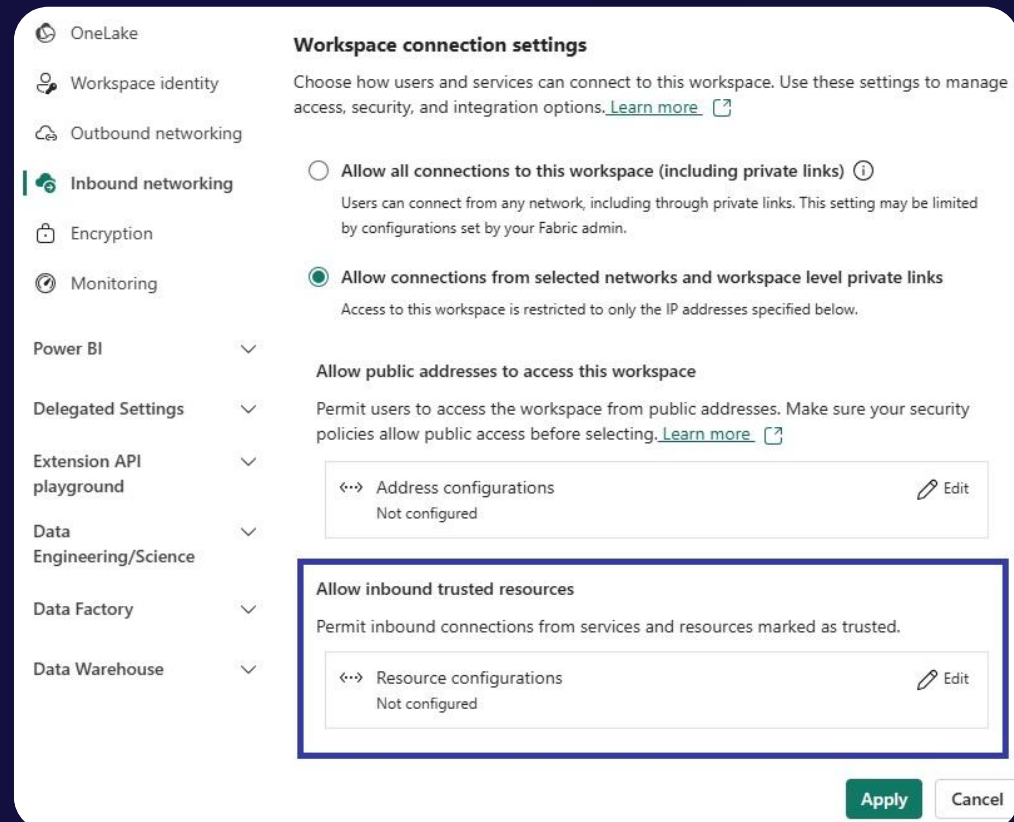 OneLake
Workspace identity
Outbound networking
Inbound networking
Encryption
Monitoring
Power BI
Delegated Settings
Extension API
playground
Data
Engineering/Science
Data Factory
Data Warehouse
Workspace connection settings
Choose how users and services can connect to this workspace. Use these settings to manage
access, security, and integration options. Learn more
Allow all connections to this workspace (including private links)
Users can connect from any network, including through private links. This setting may be limited
by configurations set by your Fabric admin.
Allow connections from selected networks and workspace level private links
Access to this workspace is restricted to only the IP addresses specified below.
Allow public addresses to access this workspace
Permit users to access the workspace from public addresses. Make sure your security
policies allow public access before selecting. Learn more
Address configurations
Edit
Not configured
Allow inbound trusted resources
Permit inbound connections from services and resources marked as trusted.
Resource configurations
Edit
Not configured
Apply
Cancel